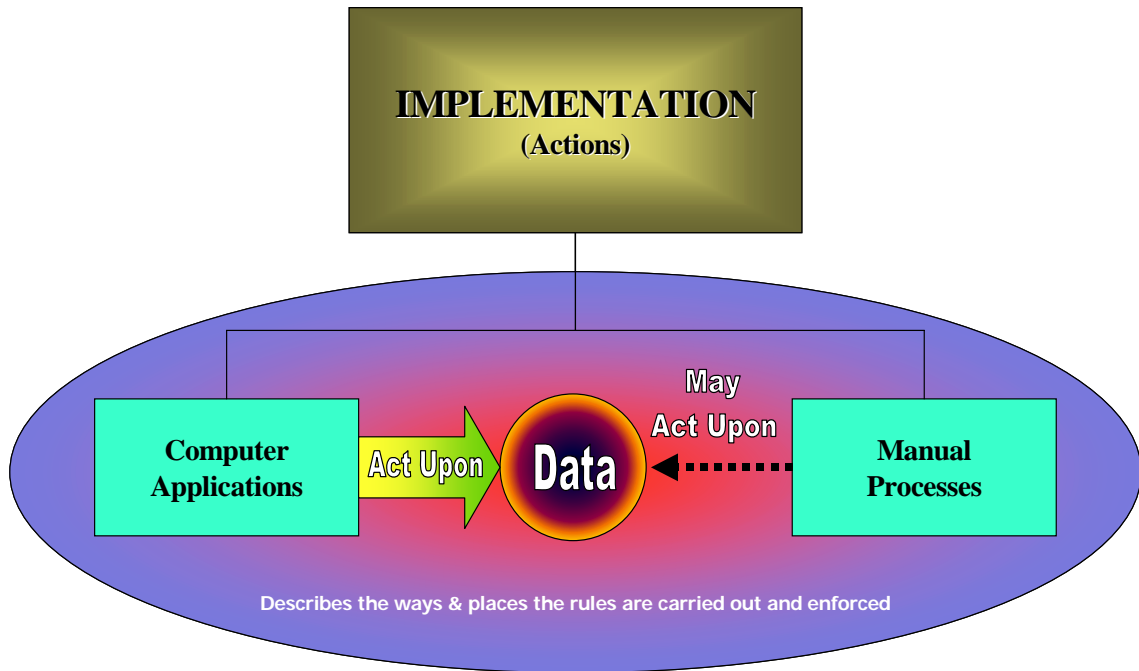 IMPLEMENTATION
(Actions)
Computer
Applications
Act Upon
Data
May
Act Upon
Manual
Processes
Describes the ways & places the rules are carried out and enforced